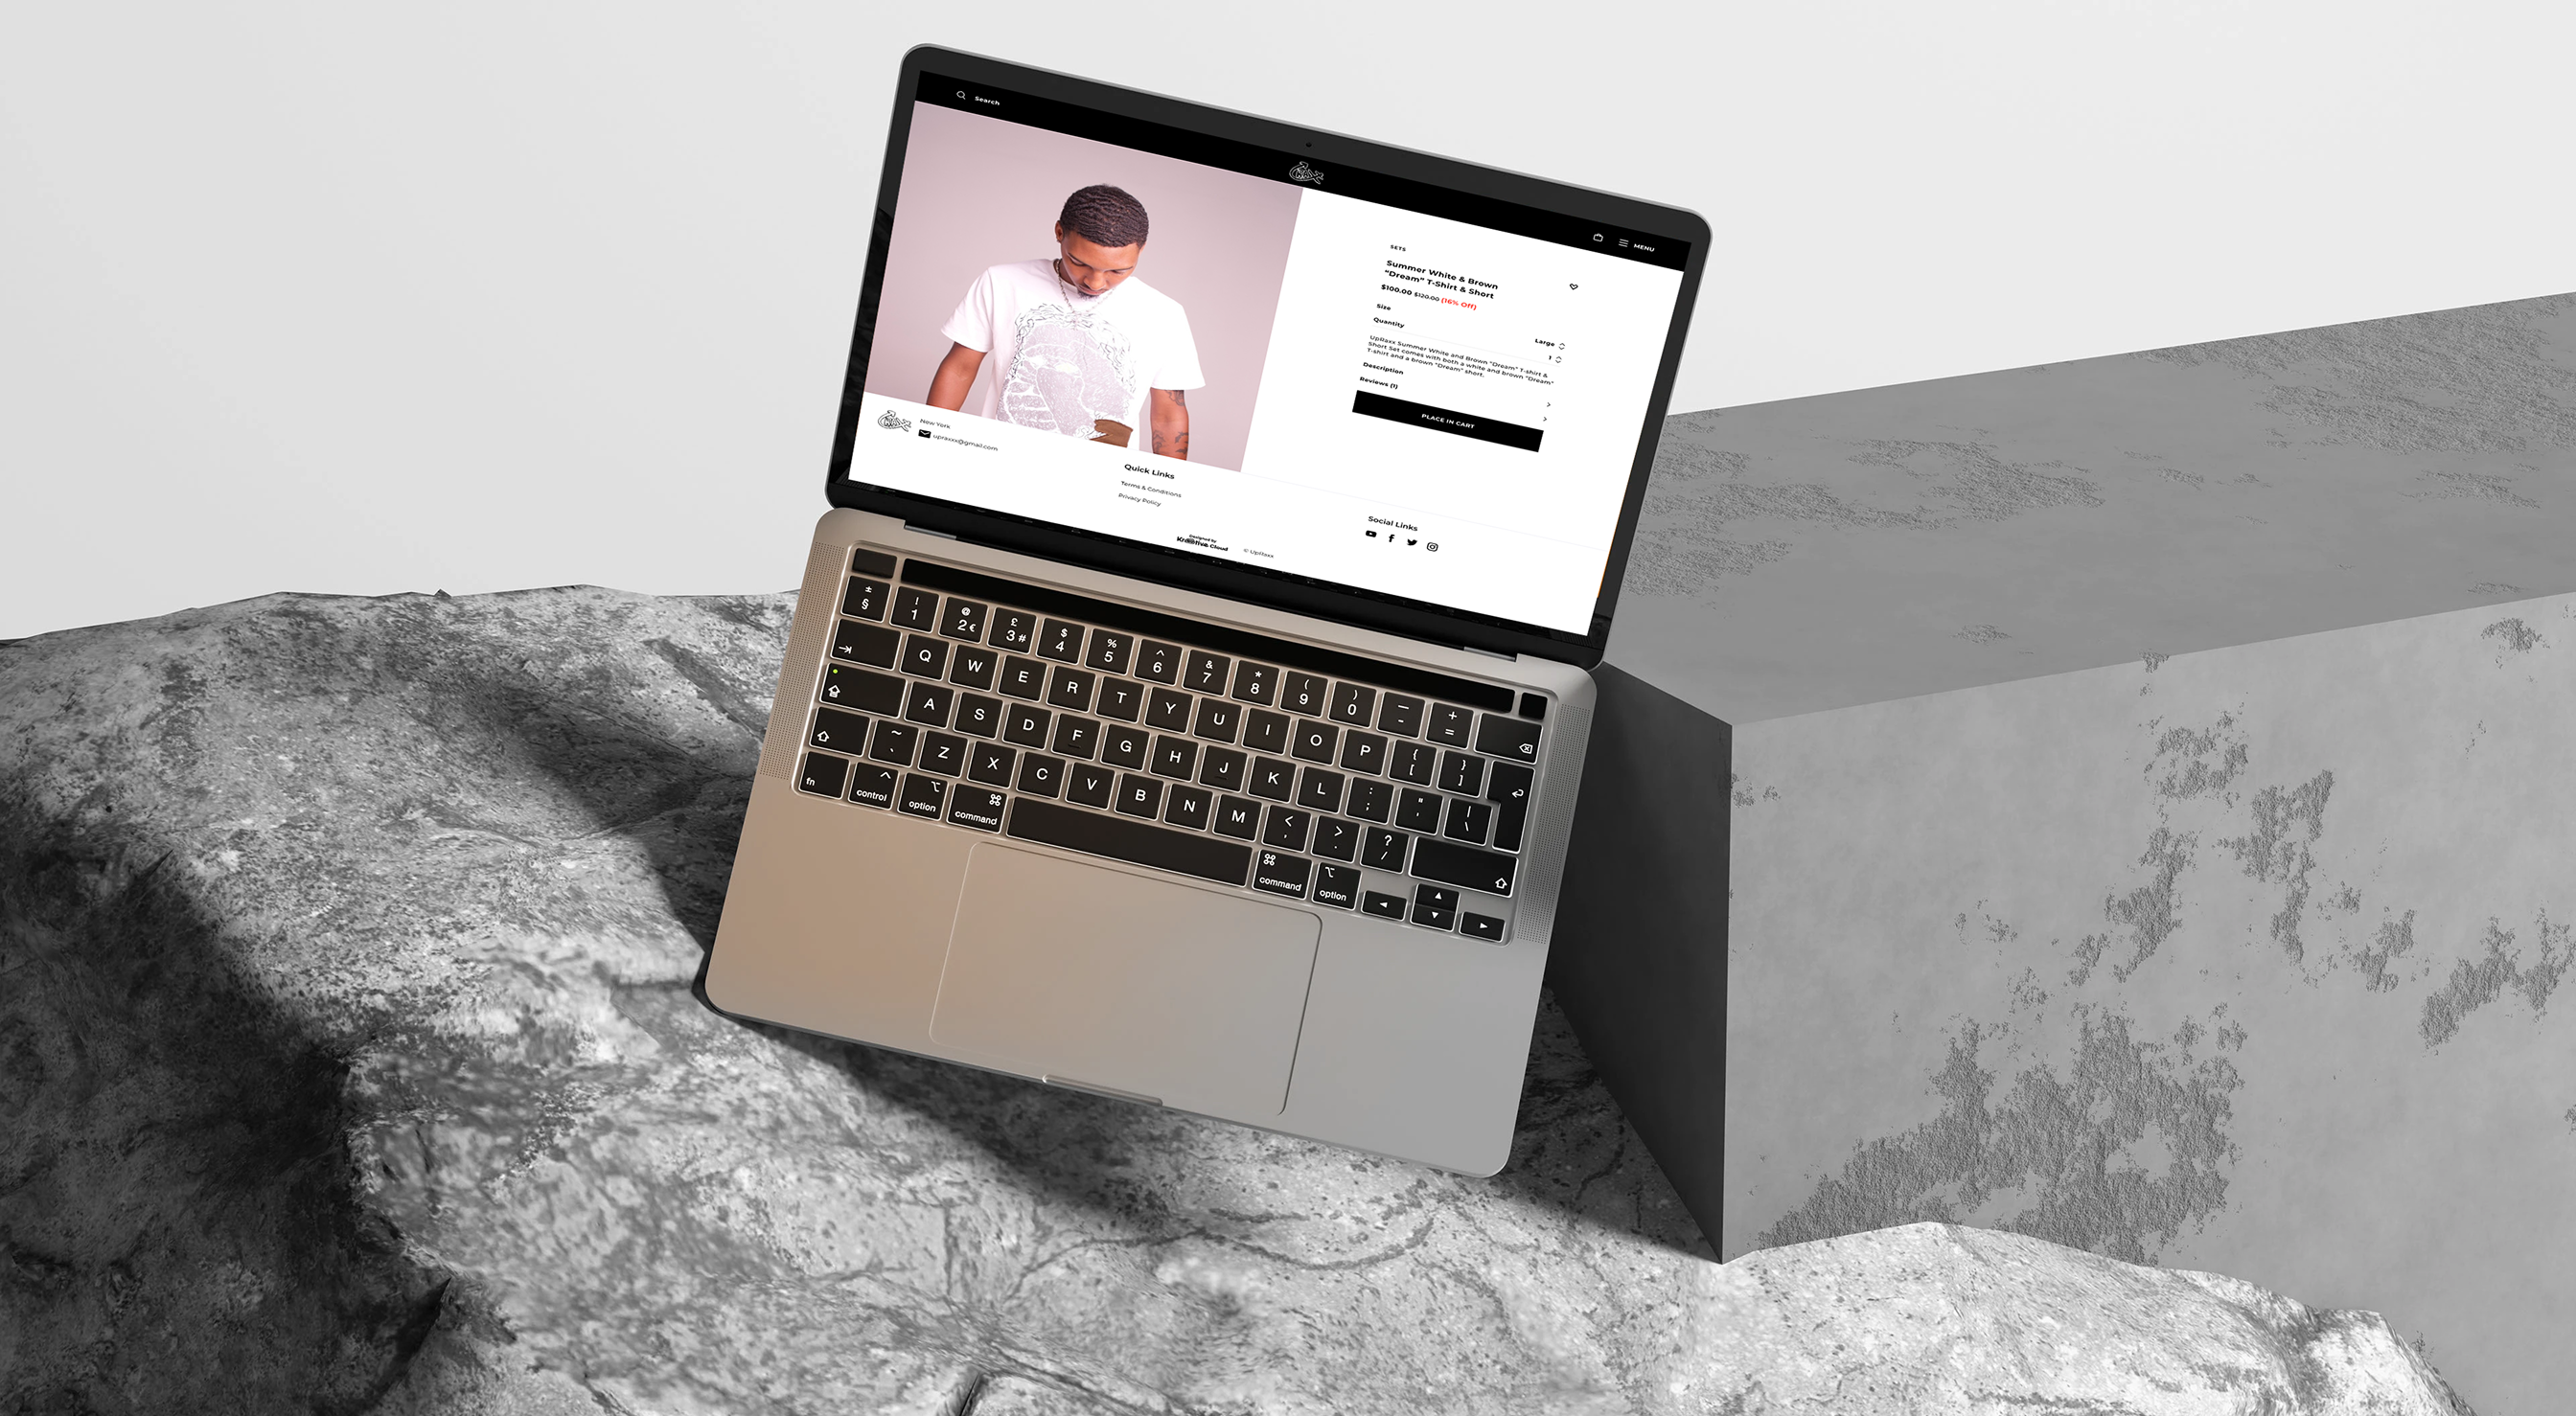 Search
MENU
SETS
Summer White & Brown
"Dream" T-Shirt & Short
$100.00 $120.00 (16% Off)
Size
Large
Quantity
1
UpRaxx Summer White and Brown "Dream" T-shirt &
Short Set comes with both a white and brown "Dream"
T-shirt and a brown "Dream" short.
Description
Reviews (1)
PLACE IN CART
New York
upraxxx@gmail.com
Quick Links
Terms & Conditions
Privacy Policy
Social Links
Designed by
Kreative Cloud
© UpRaxx
± ! @ £ $ % ^ & * ( ) — +
§ 1 2 € 3 # 4 5 6 7 8 9 0 - =
Q W E R T Y U I O P { [ } ]
A S D F G H J K L : ; " ' | \
~ ` Z X C V B N M < , > . ? /
fn control option command command option